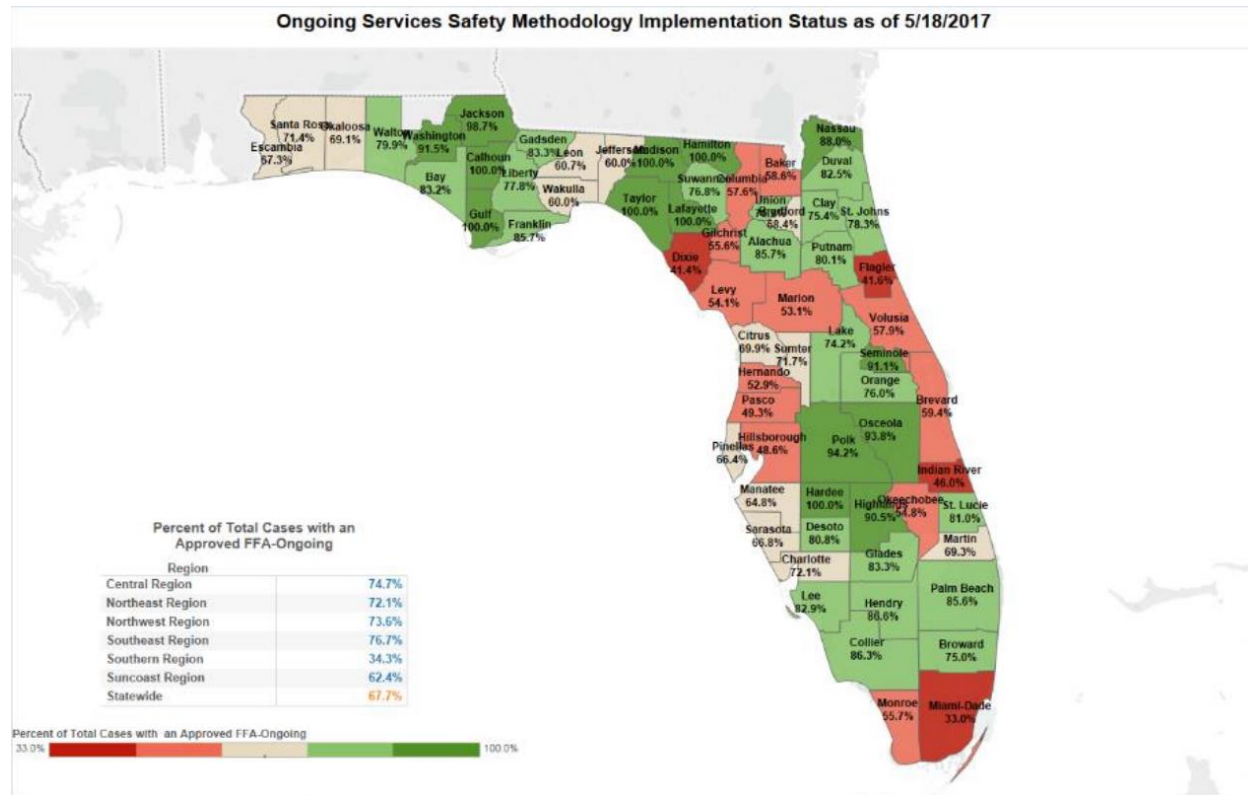 Ongoing Services Safety Methodology Implementation Status as of 5/18/2017
Jackson
98.7%
Santa Rosa
71.4%
Okaloosa
69.1%
Walton
79.9%
Washington
91.5%
Escambia
67.3%
Calhoun
100.0%
Bay
83.2%
Gulf
100.0%
Gadsden
83.3%
Liberty
77.8%
Franklin
85.7%
Leon
60.7%
Wakulla
60.0%
Jefferson
60.0%
Madison
100.0%
Hamilton
100.0%
Taylor
100.0%
Suwannee
76.8%
Lafayette
100.0%
Columbia
57.6%
Baker
58.6%
Nassau
88.0%
Duval
82.5%
Union
Bradford
68.4%
Clay
75.4%
St. Johns
78.3%
Gilchrist
55.6%
Alachua
85.7%
Putnam
80.1%
Dixie
41.4%
Flagler
41.6%
Levy
54.1%
Marion
53.1%
Volusia
57.9%
Citrus
69.9%
Sumter
71.7%
Lake
74.2%
Seminole
91.1%
Orange
76.0%
Hernando
52.9%
Pasco
49.3%
Brevard
59.4%
Osceola
93.8%
Polk
94.2%
Hillsborough
48.6%
Pinellas
66.4%
Indian River
46.0%
Manatee
64.8%
Hardee
100.0%
Highlands
90.5%
Okeechobee
54.8%
St. Lucie
81.0%
Sarasota
66.8%
Desoto
80.8%
Martin
69.3%
Charlotte
72.1%
Glades
83.3%
Lee
82.9%
Hendry
86.6%
Palm Beach
85.6%
Collier
86.3%
Broward
75.0%
Monroe
55.7%
Miami-Dade
33.0%
Percent of Total Cases with an
Approved FFA-Ongoing
Region
Central Region 74.7%
Northeast Region 72.1%
Northwest Region 73.6%
Southeast Region 76.7%
Southern Region 34.3%
Suncoast Region 62.4%
Statewide 67.7%
Percent of Total Cases with an Approved FFA-Ongoing
33.0% 100.0%